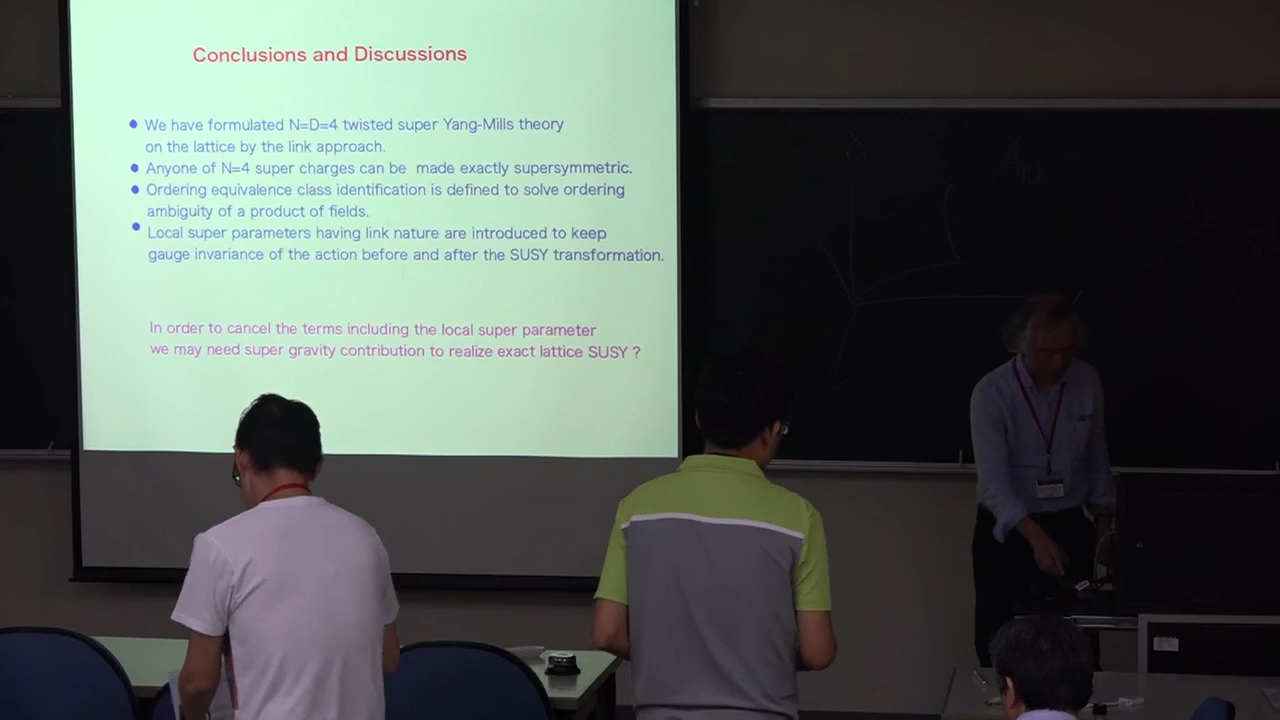 Conclusions and Discussions
● We have formulated N=D=4 twisted super Yang-Mills theory
on the lattice by the link approach.
● Anyone of N=4 super charges can be made exactly supersymmetric.
● Ordering equivalence class identification is defined to solve ordering
ambiguity of a product of fields.
● Local super parameters having link nature are introduced to keep
gauge invariance of the action before and after the SUSY transformation.
In order to cancel the terms including the local super parameter
we may need super gravity contribution to realize exact lattice SUSY ?